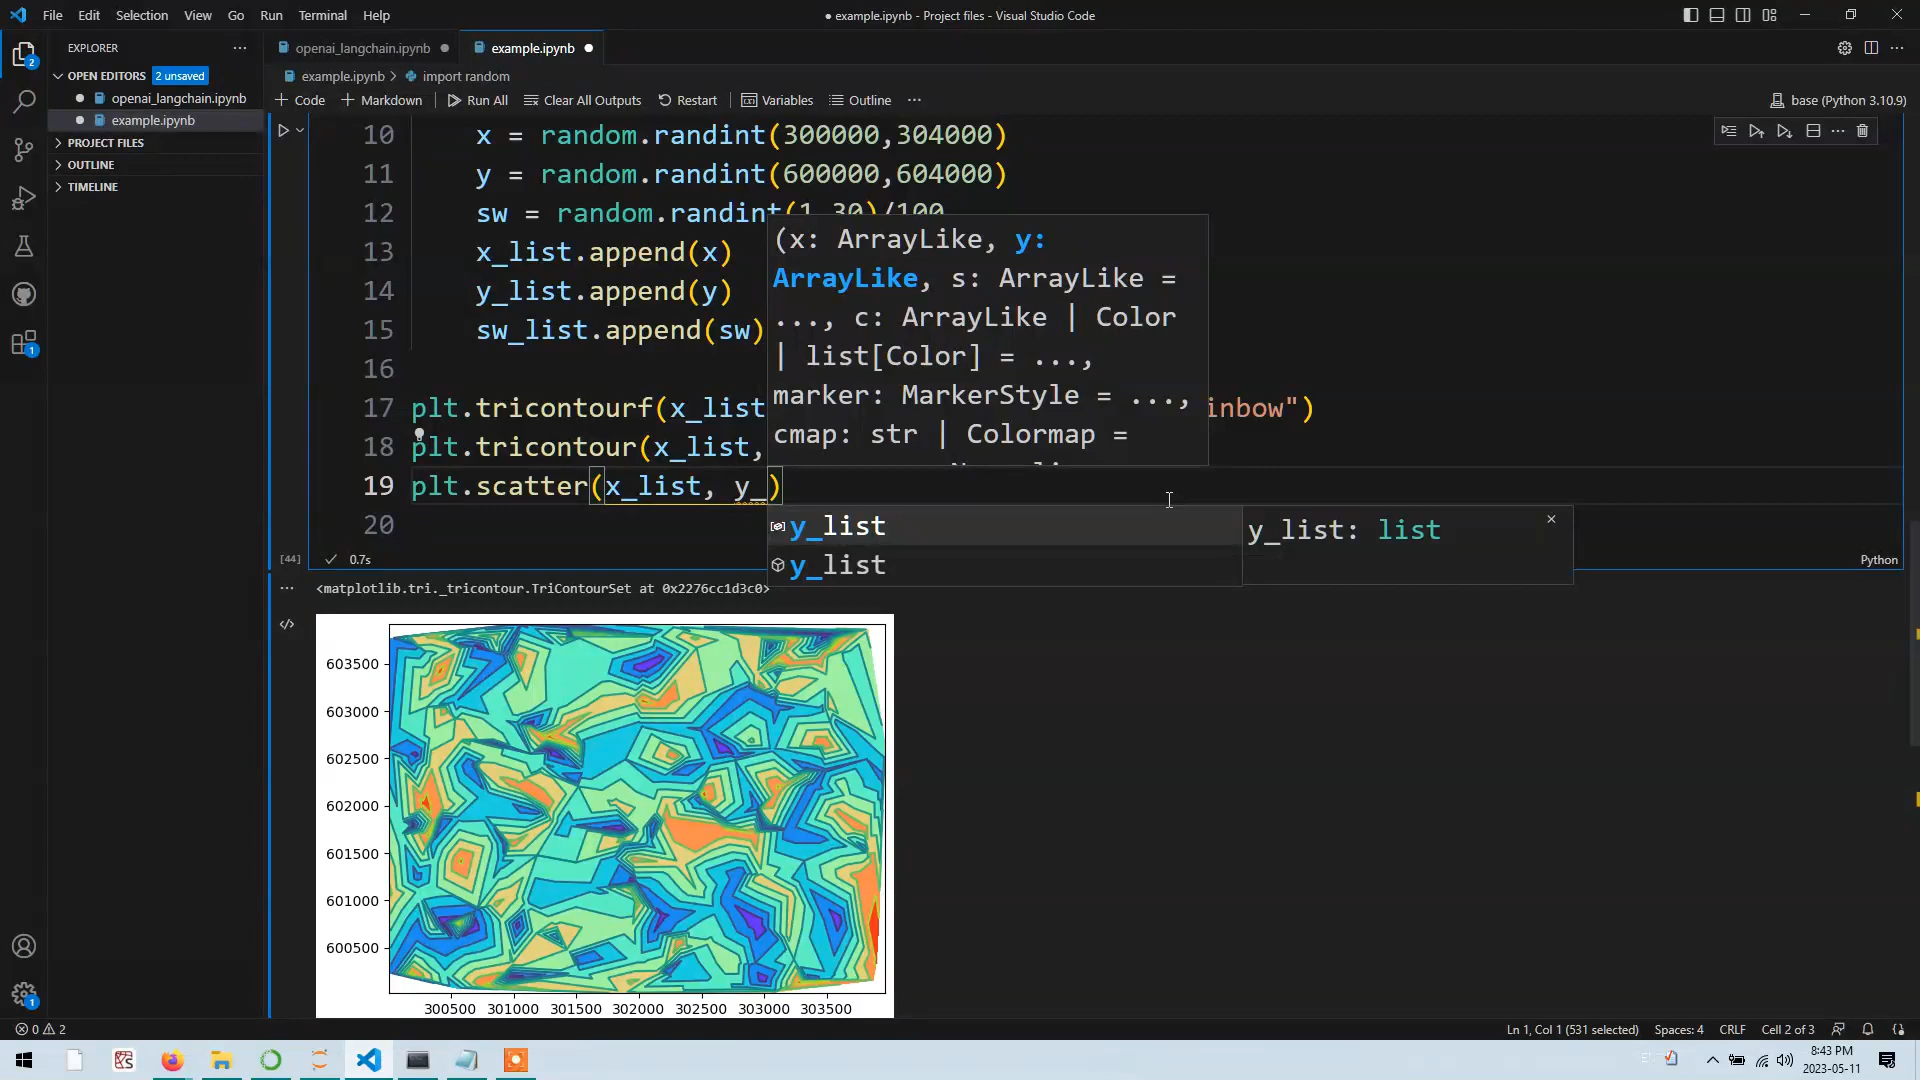 File Edit Selection View Go Run Terminal Help
● example.ipynb - Project files - Visual Studio Code
EXPLORER
openai_langchain.ipynb
example.ipynb
OPEN EDITORS 2 unsaved
openai_langchain.ipynb
example.ipynb
PROJECT FILES
OUTLINE
TIMELINE
2
1
1
example.ipynb > import random
Code
Markdown
Run All
Clear All Outputs
Restart
Variables
Outline
base (Python 3.10.9)
10 x = random.randint(300000,304000)
11 y = random.randint(600000,604000)
12 sw = random.randint(1,30)/100
13 x_list.append(x)
14 y_list.append(y)
15 sw_list.append(sw)
16
17 plt.tricontourf(x_list inbow")
18 plt.tricontour(x_list,
19 plt.scatter(x_list, y_)
20
(x: ArrayLike, y:
ArrayLike, s: ArrayLike =
..., c: ArrayLike | Color
| list[Color] = ...,
marker: MarkerStyle = ...,
cmap: str | Colormap =
y_list
y_list
y_list: list
[44] 0.7s
Python
<matplotlib.tri._tricontour.TriContourSet at 0x2276cc1d3c0>
603500
603000
602500
602000
601500
601000
600500
300500 301000 301500 302000 302500 303000 303500
0 2
Ln 1, Col 1 (531 selected) Spaces: 4 CRLF Cell 2 of 3
8:43 PM
2023-05-11